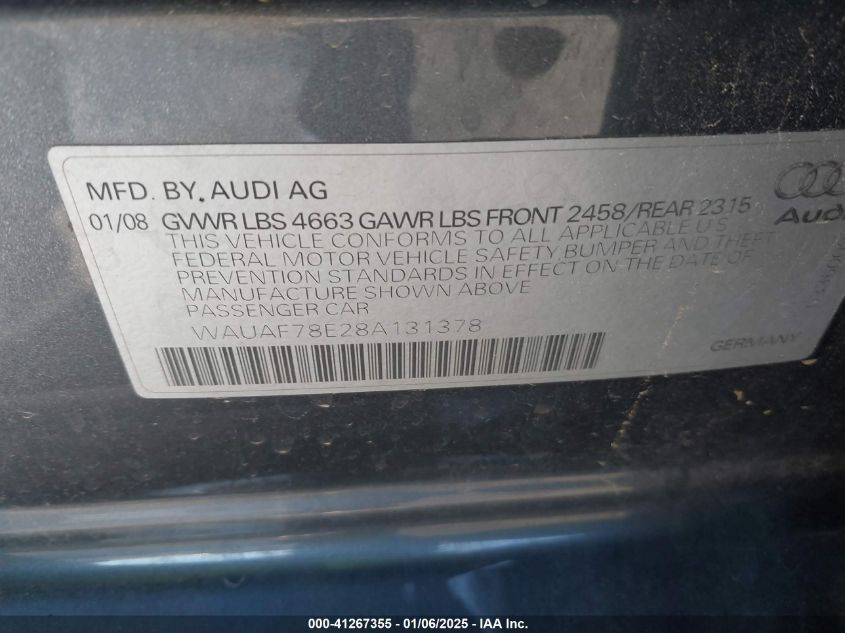 MFD. BY. AUDI AG
01/08 GVWR LBS 4663 GAWR LBS FRONT 2458/REAR 2315
THIS VEHICLE CONFORMS TO ALL APPLICABLE U S
FEDERAL MOTOR VEHICLE SAFETY, BUMPER AND THEFT
PREVENTION STANDARDS IN EFFECT ON THE DATE OF
MANUFACTURE SHOWN ABOVE
PASSENGER CAR
WAUAF78E28A131378
GERMANY
Audi
000-41267355 - 01/06/2025 - IAA Inc.